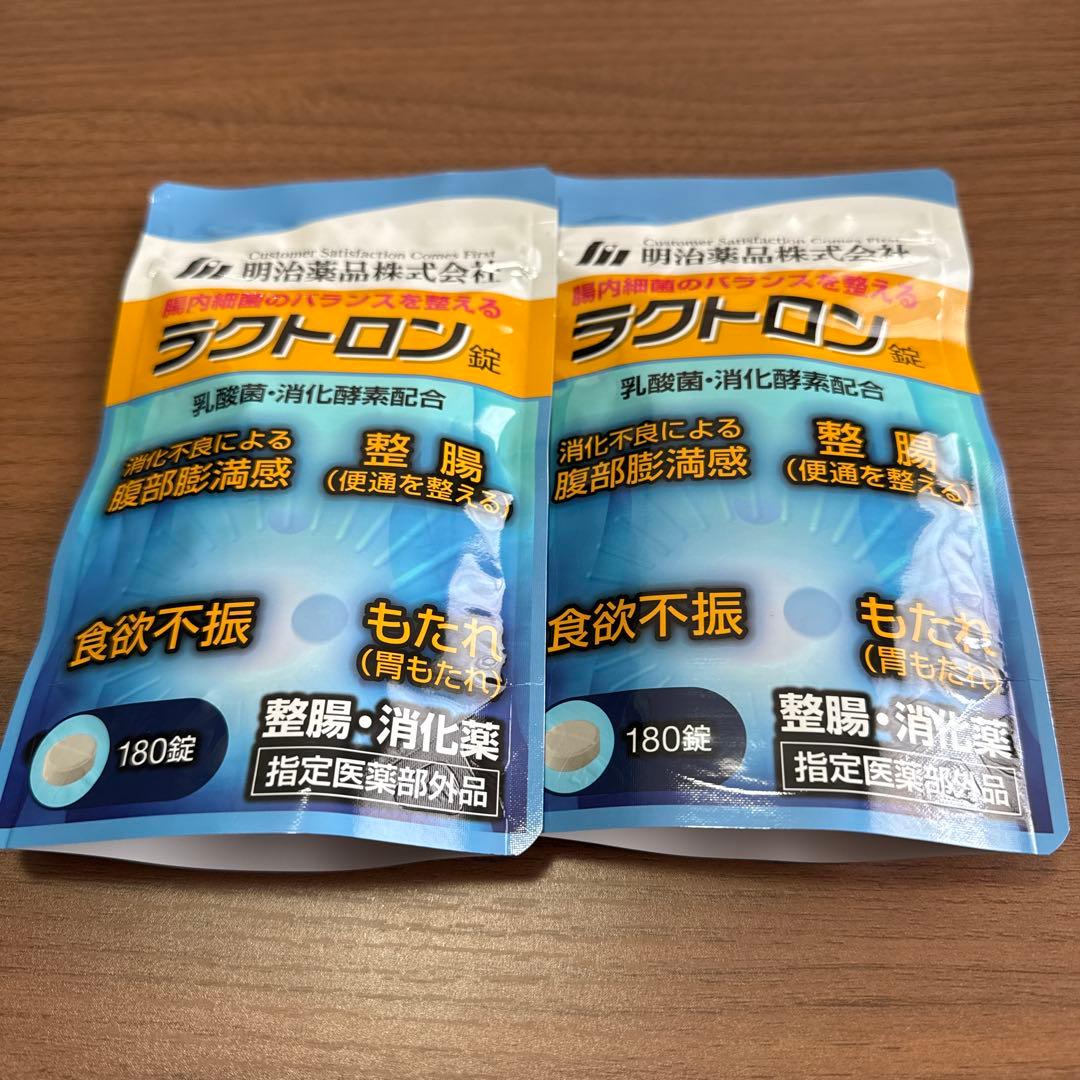 Customer Satisfaction Comes First
明治薬品株式会社
腸内細菌のバランスを整える
ラクトロン錠
乳酸菌・消化酵素配合
消化不良による
腹部膨満感
整腸
(便通を整える)
食欲不振
もたれ
(胃もたれ)
180錠
整腸・消化薬
指定医薬部外品
Customer Satisfaction Comes First
明治薬品株式会社
腸内細菌のバランスを整える
ラクトロン錠
乳酸菌・消化酵素配合
消化不良による
腹部膨満感
整腸
(便通を整える)
食欲不振
もたれ
(胃もたれ)
180錠
整腸・消化薬
指定医薬部外品